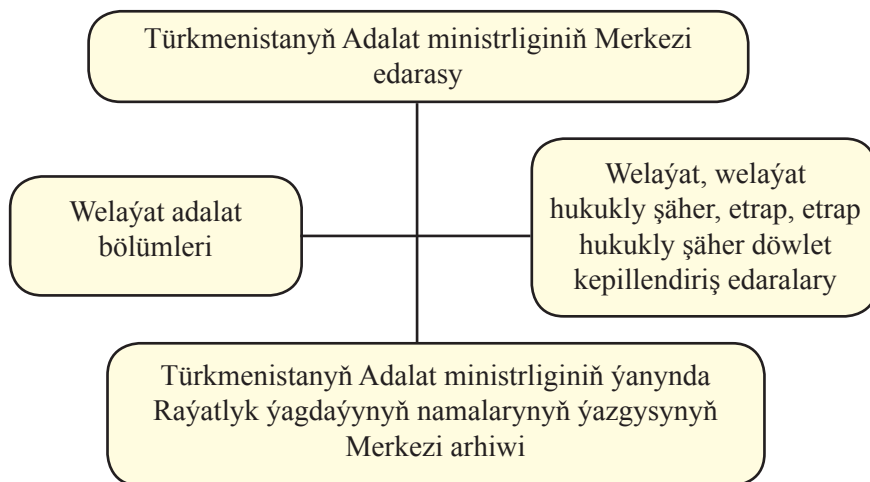 Türkmenistanyň Adalat ministrliginiň Merkezi
edarasy
Welaýat adalat
bölümleri
Welaýat, welaýat
hukukly şäher, etrap, etrap
hukukly şäher döwlet
kepillendiriş edaralary
Türkmenistanyň Adalat ministrliginiň ýanynda
Raýatlyk ýagdaýynyň namalarynyň ýazgysynyň
Merkezi arhiwi